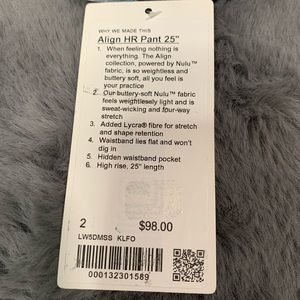 WHY WE MADE THIS
Align HR Pant 25"
1. When feeling nothing is
everything. The Align
collection, powered by Nulu™
fabric, is so weightless and
buttery soft, all you feel is
your practice
2. Our buttery-soft Nulu™ fabric
feels weightlessly light and is
sweat-wicking and four-way
stretch
3. Added Lycra® fibre for stretch
and shape retention
4. Waistband lies flat and won't
dig in
5. Hidden waistband pocket
6. High rise, 25" length
2 $98.00
LW5DMSS KLFO
000132301589